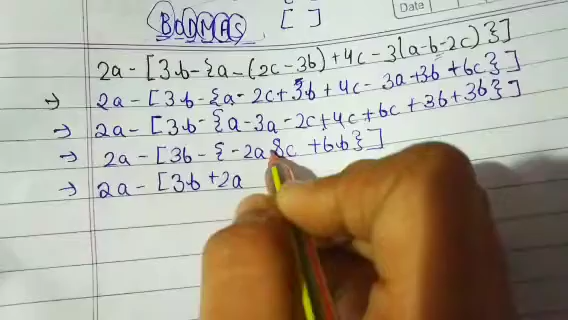 BODMAS, [ ]
Date
2a - [3b - {a - (2c - 3b) + 4c - 3(a - b - 2c)}]
→ 2a - [3b - {a - 2c + 3b + 4c - 3a + 3b + 6c}]
→ 2a - [3b - {a - 3a - 2c + 4c + 6c + 3b + 3b}]
→ 2a - [3b - {-2a 8c + 6b}]
→ 2a - [3b + 2a